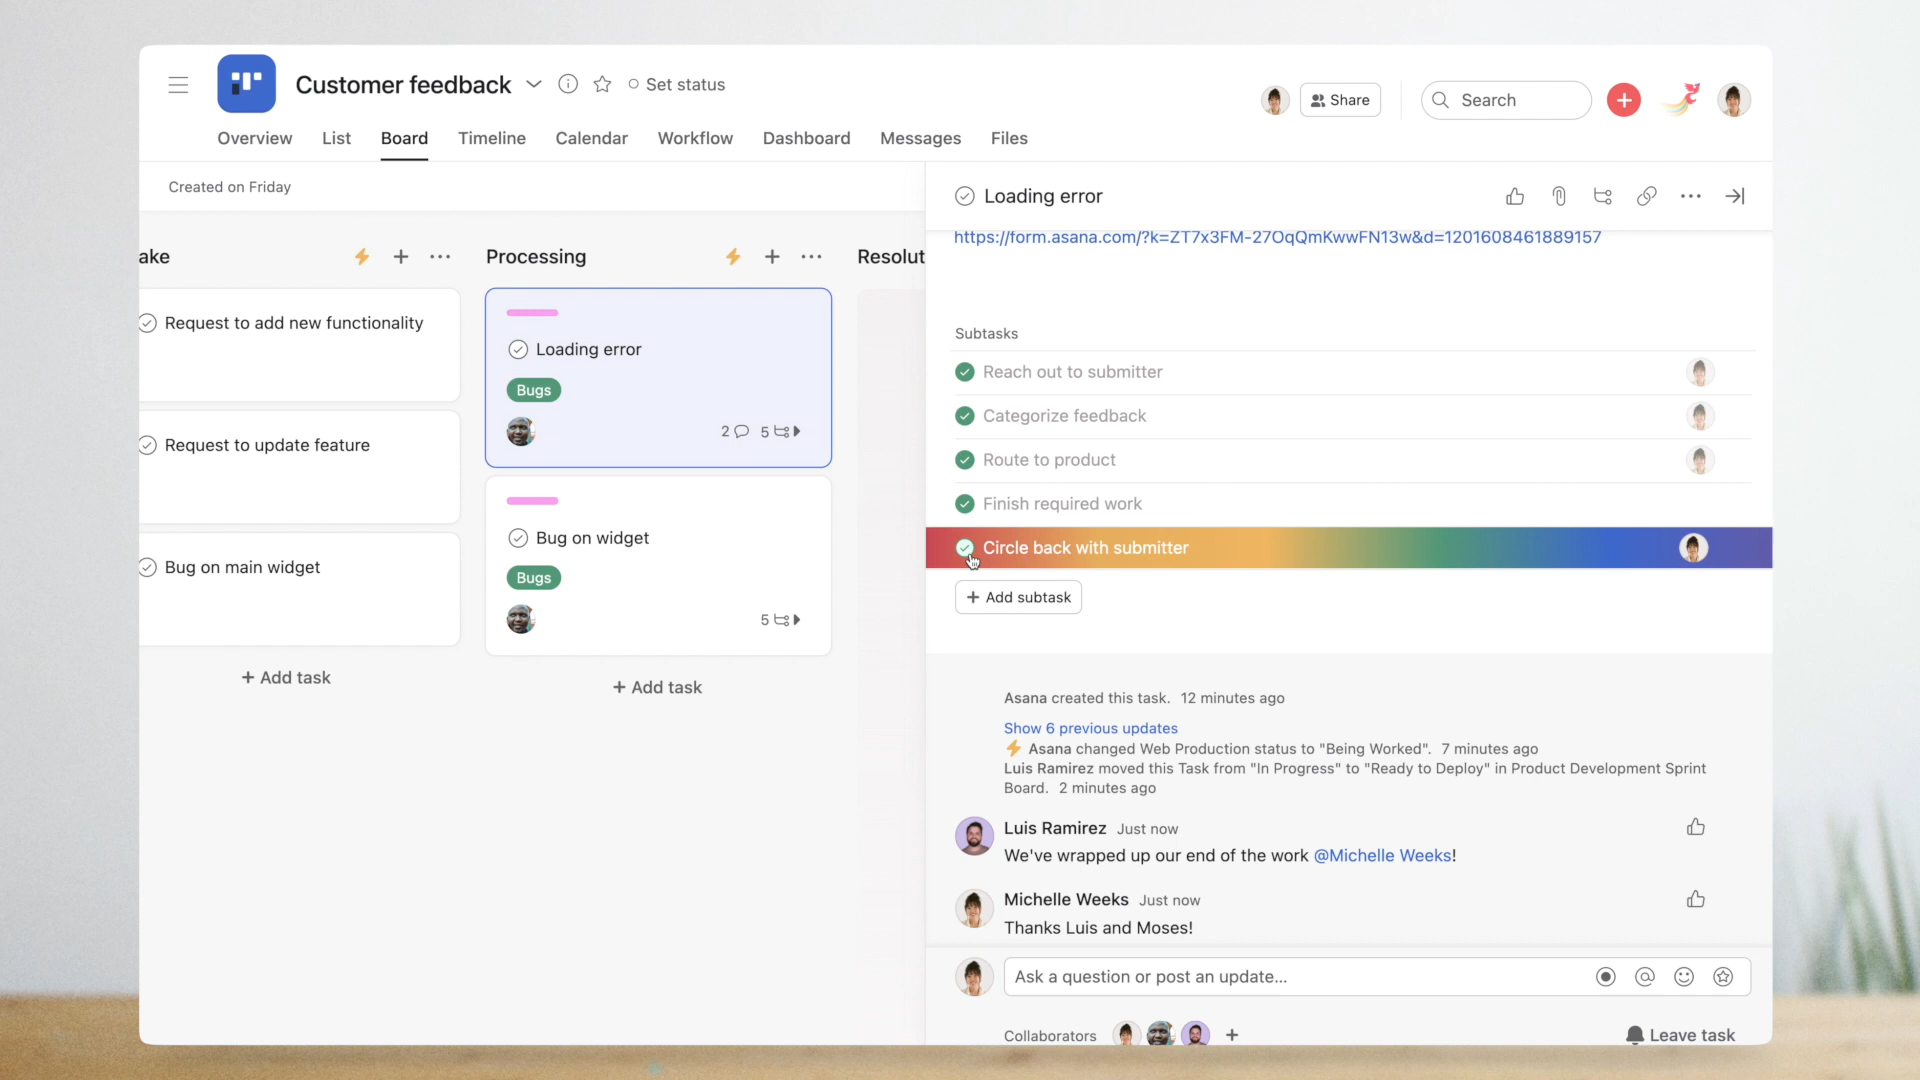 Customer feedback
Set status
Share
Search
Overview
List
Board
Timeline
Calendar
Workflow
Dashboard
Messages
Files
Created on Friday
ake
Request to add new functionality
Request to update feature
Bug on main widget
+ Add task
Processing
Loading error
Bugs
2
5
Bug on widget
Bugs
5
+ Add task
Resolut
Loading error
https://form.asana.com/?k=ZT7x3FM-27OqQmKwwFN13w&d=1201608461889157
Subtasks
Reach out to submitter
Categorize feedback
Route to product
Finish required work
Circle back with submitter
+ Add subtask
Asana created this task. 12 minutes ago
Show 6 previous updates
Asana changed Web Production status to "Being Worked". 7 minutes ago
Luis Ramirez moved this Task from "In Progress" to "Ready to Deploy" in Product Development Sprint
Board. 2 minutes ago
Luis Ramirez Just now
We've wrapped up our end of the work @Michelle Weeks!
Michelle Weeks Just now
Thanks Luis and Moses!
Ask a question or post an update...
Collaborators
Leave task